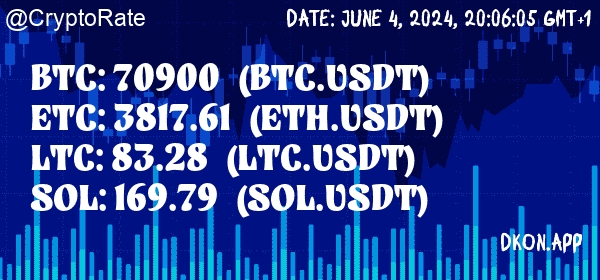 @CryptoRate
DATE: JUNE 4, 2024, 20:06:05 GMT+1
BTC: 70900 (BTC.USDT)
ETC: 3817.61 (ETH.USDT)
LTC: 83.28 (LTC.USDT)
SOL: 169.79 (SOL.USDT)
DKON.APP